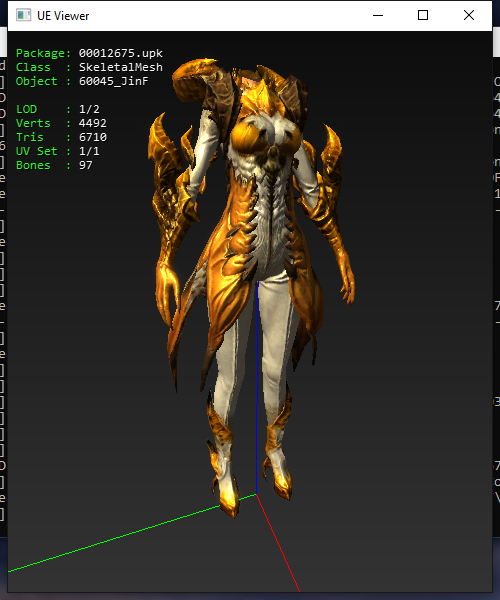 UE Viewer
Package: 00012675.upk
Class : SkeletalMesh
Object : 60045_JinF
LOD : 1/2
Verts : 4492
Tris : 6710
UV Set : 1/1
Bones : 97